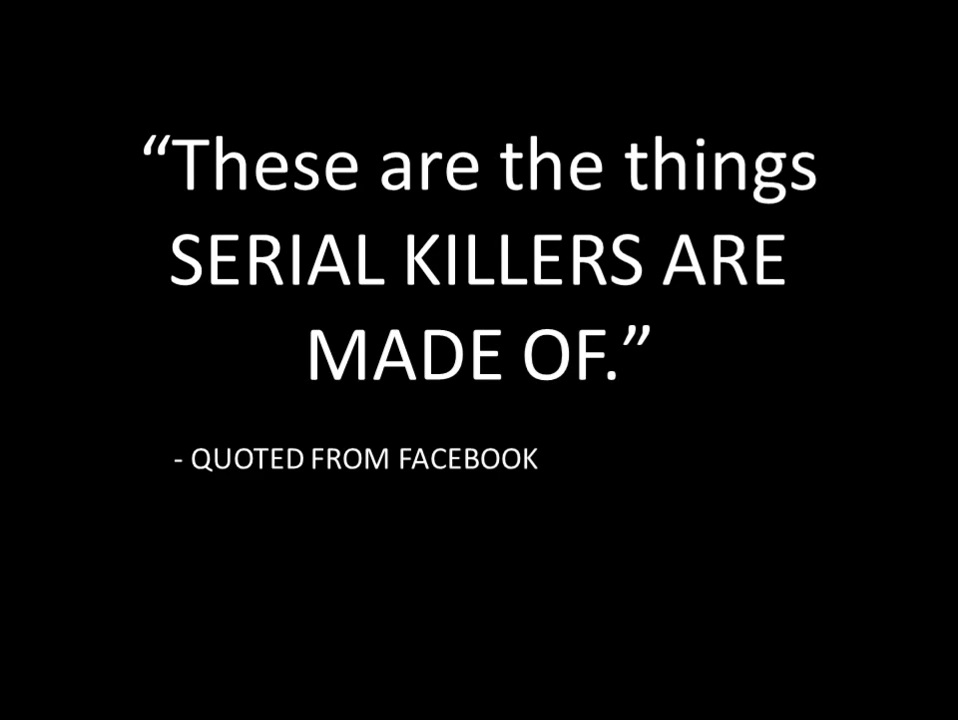 “These are the things
SERIAL KILLERS ARE
MADE OF.”
- QUOTED FROM FACEBOOK